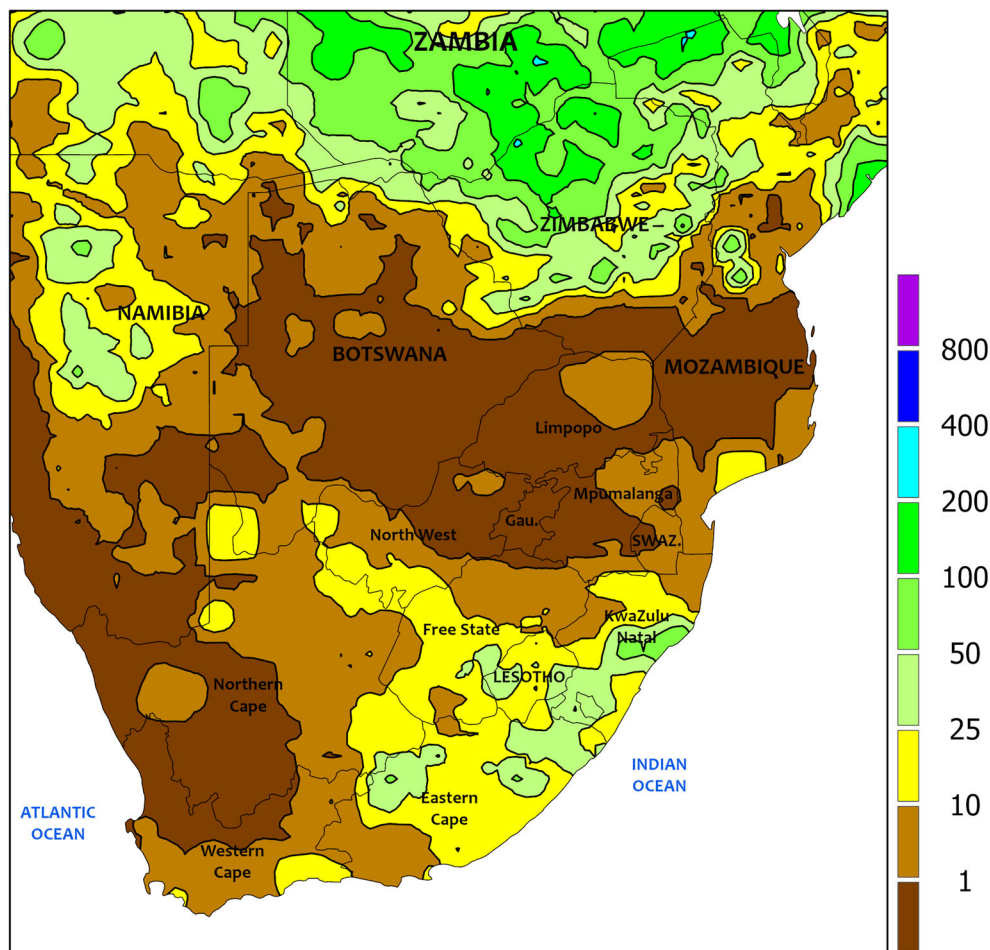 ZAMBIA
ZIMBABWE
NAMIBIA
BOTSWANA
MOZAMBIQUE
Limpopo
Mpumalanga
Gau.
North West
SWAZ.
KwaZulu
Natal
Free State
LESOTHO
Northern
Cape
INDIAN
OCEAN
Eastern
Cape
ATLANTIC
OCEAN
Western
Cape
800
400
200
100
50
25
10
1